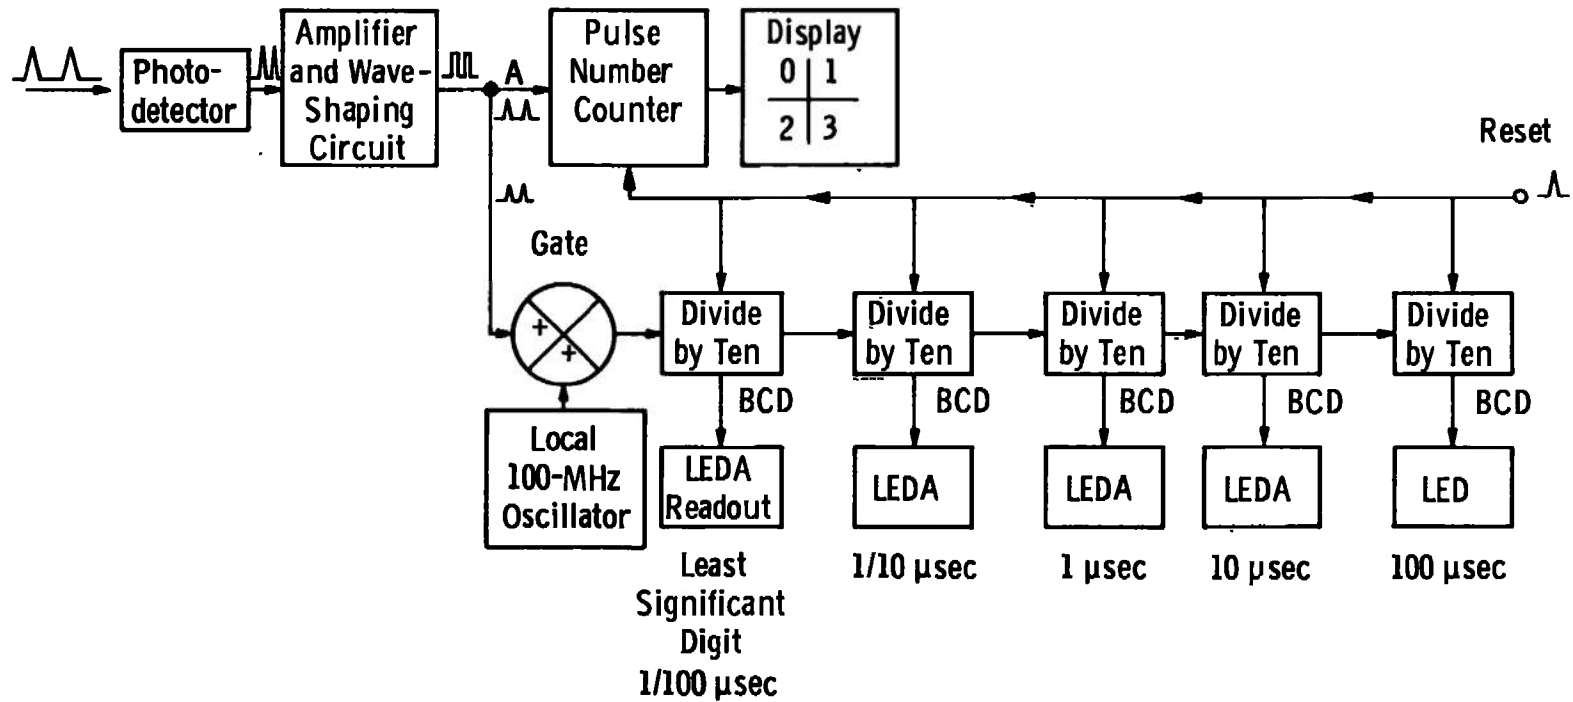 Photo-
detector
Amplifier
and Wave-
Shaping
Circuit
A
Pulse
Number
Counter
Display
0 1
2 3
Reset
Gate
+
+
Local
100-MHz
Oscillator
Divide
by Ten
Divide
by Ten
Divide
by Ten
Divide
by Ten
Divide
by Ten
BCD
BCD
BCD
BCD
BCD
LEDA
Readout
LEDA
LEDA
LEDA
LED
Least
Significant
Digit
1/100 μsec
1/10 μsec
1 μsec
10 μsec
100 μsec